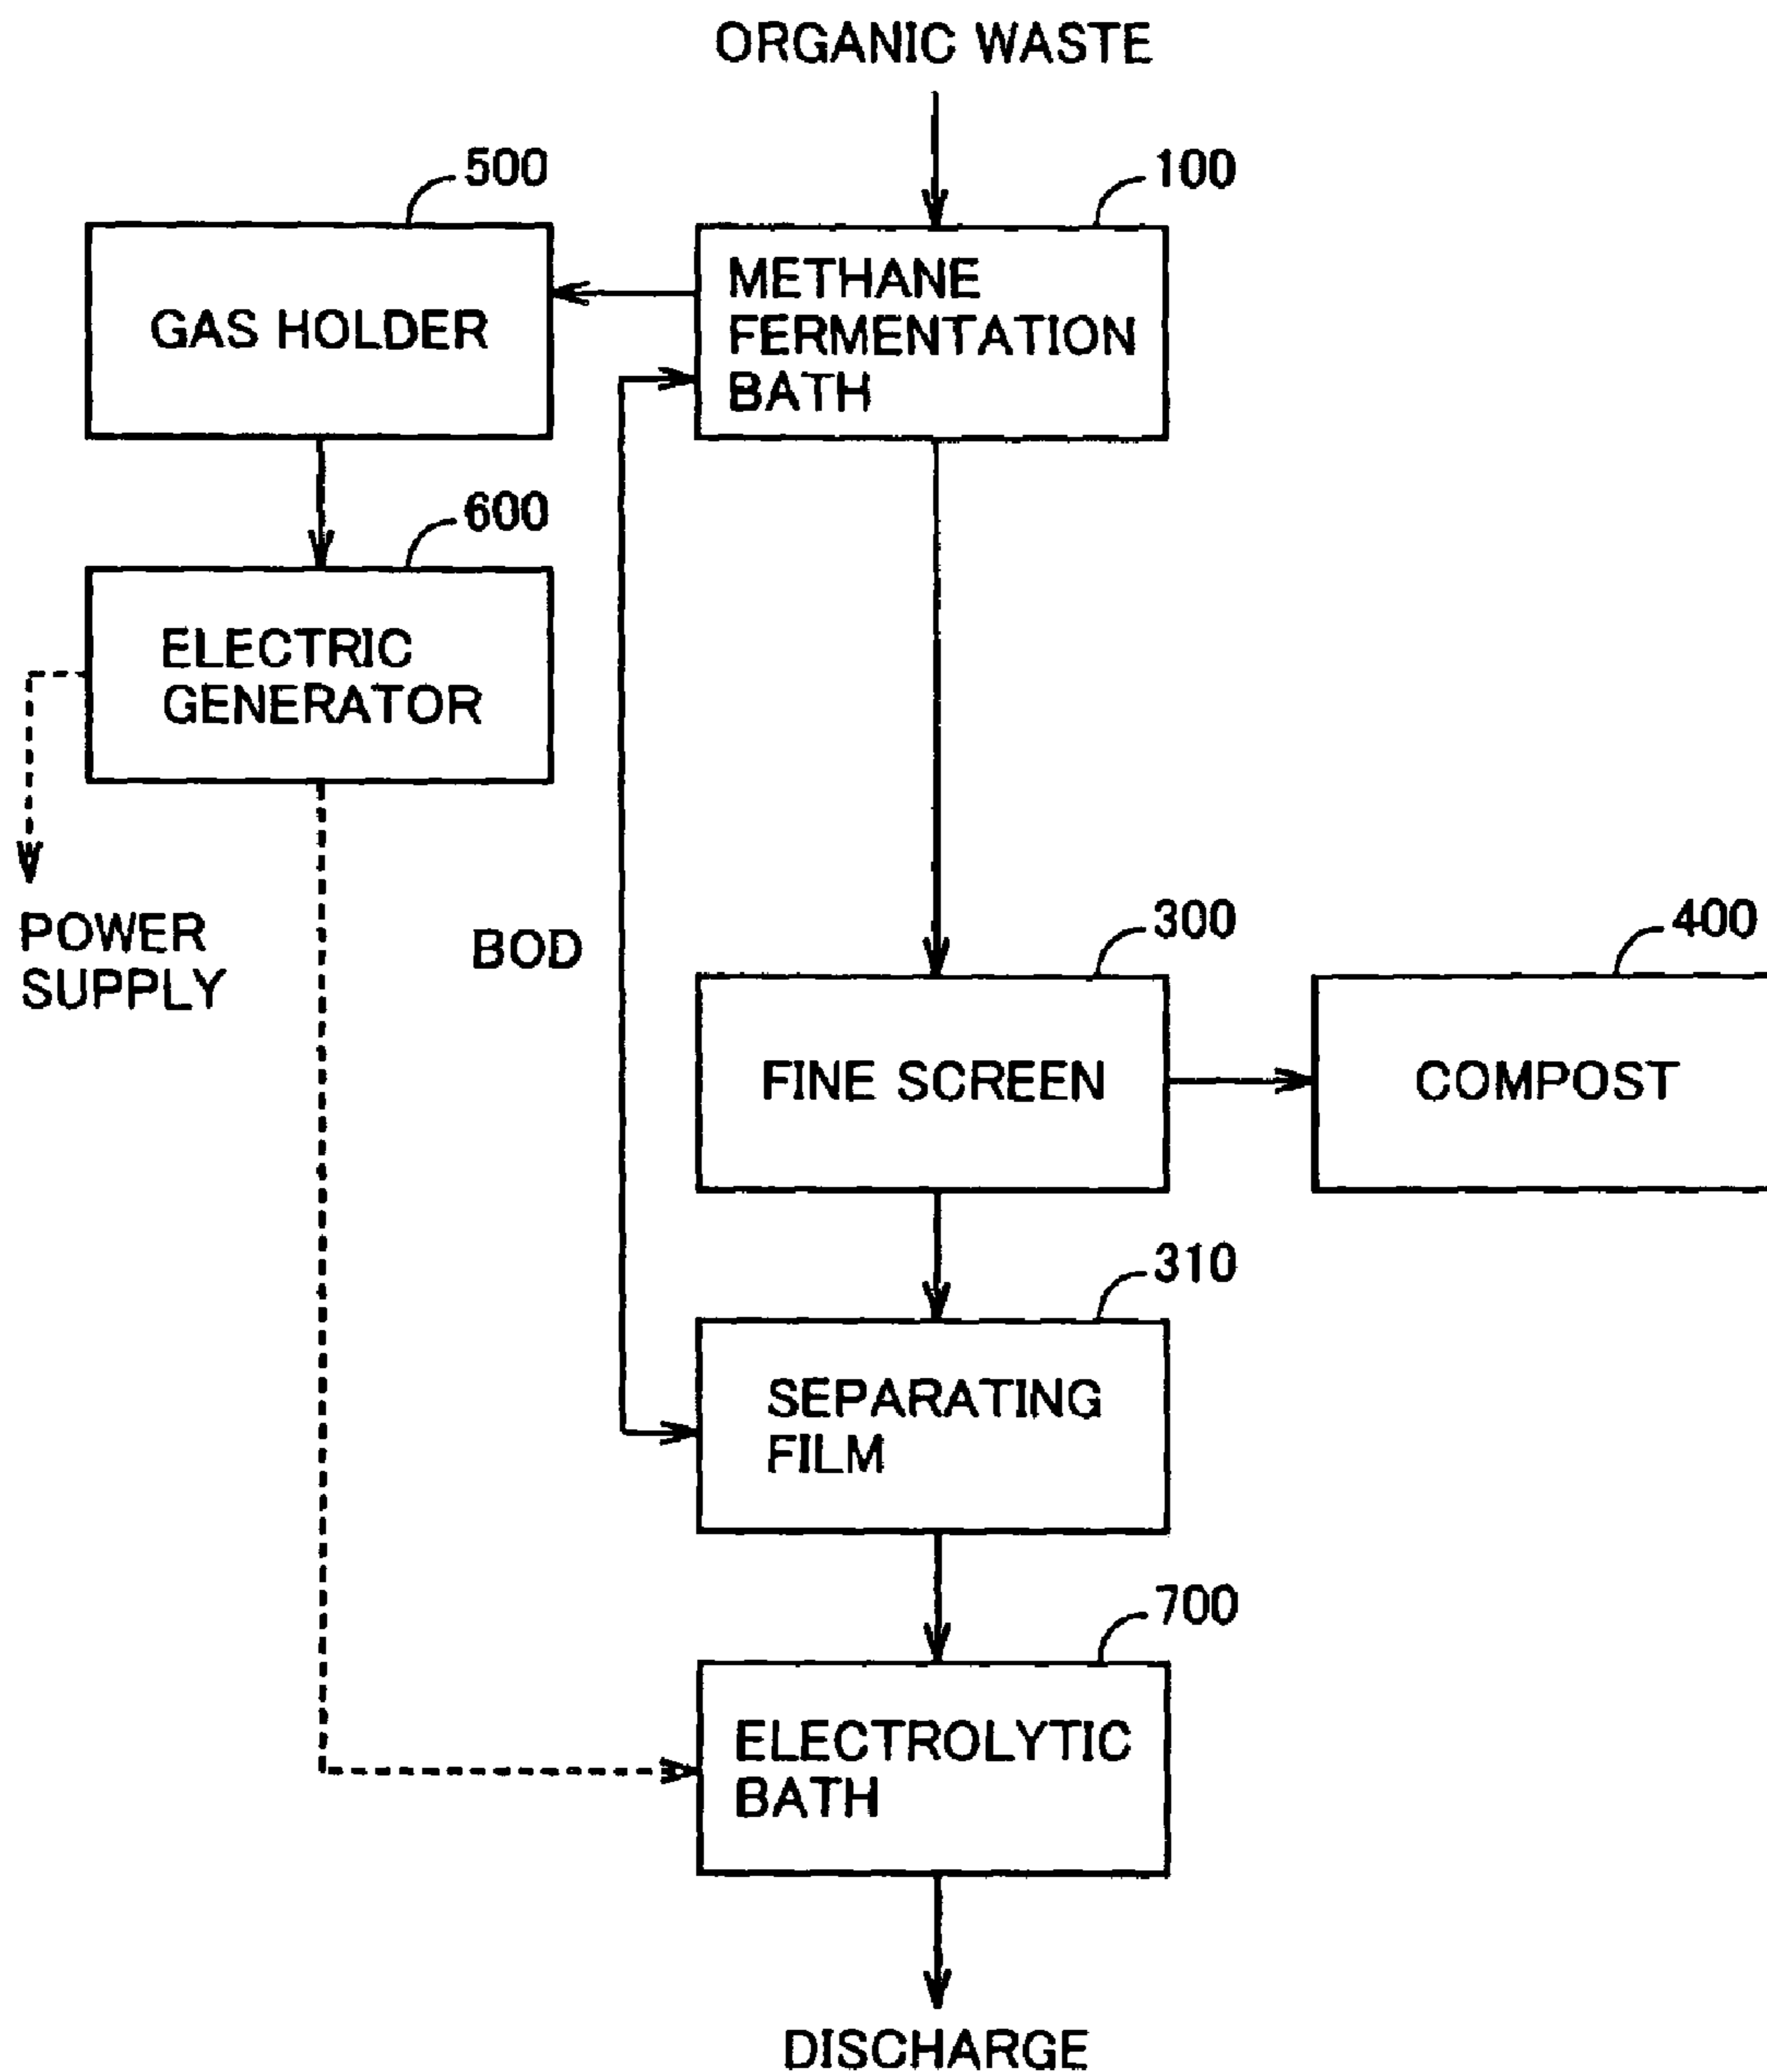 ORGANIC WASTE
500
100
GAS HOLDER
METHANE
FERMENTATION
BATH
600
ELECTRIC
GENERATOR
POWER
SUPPLY
BOD
300
400
FINE SCREEN
COMPOST
310
SEPARATING
FILM
700
ELECTROLYTIC
BATH
DISCHARGE